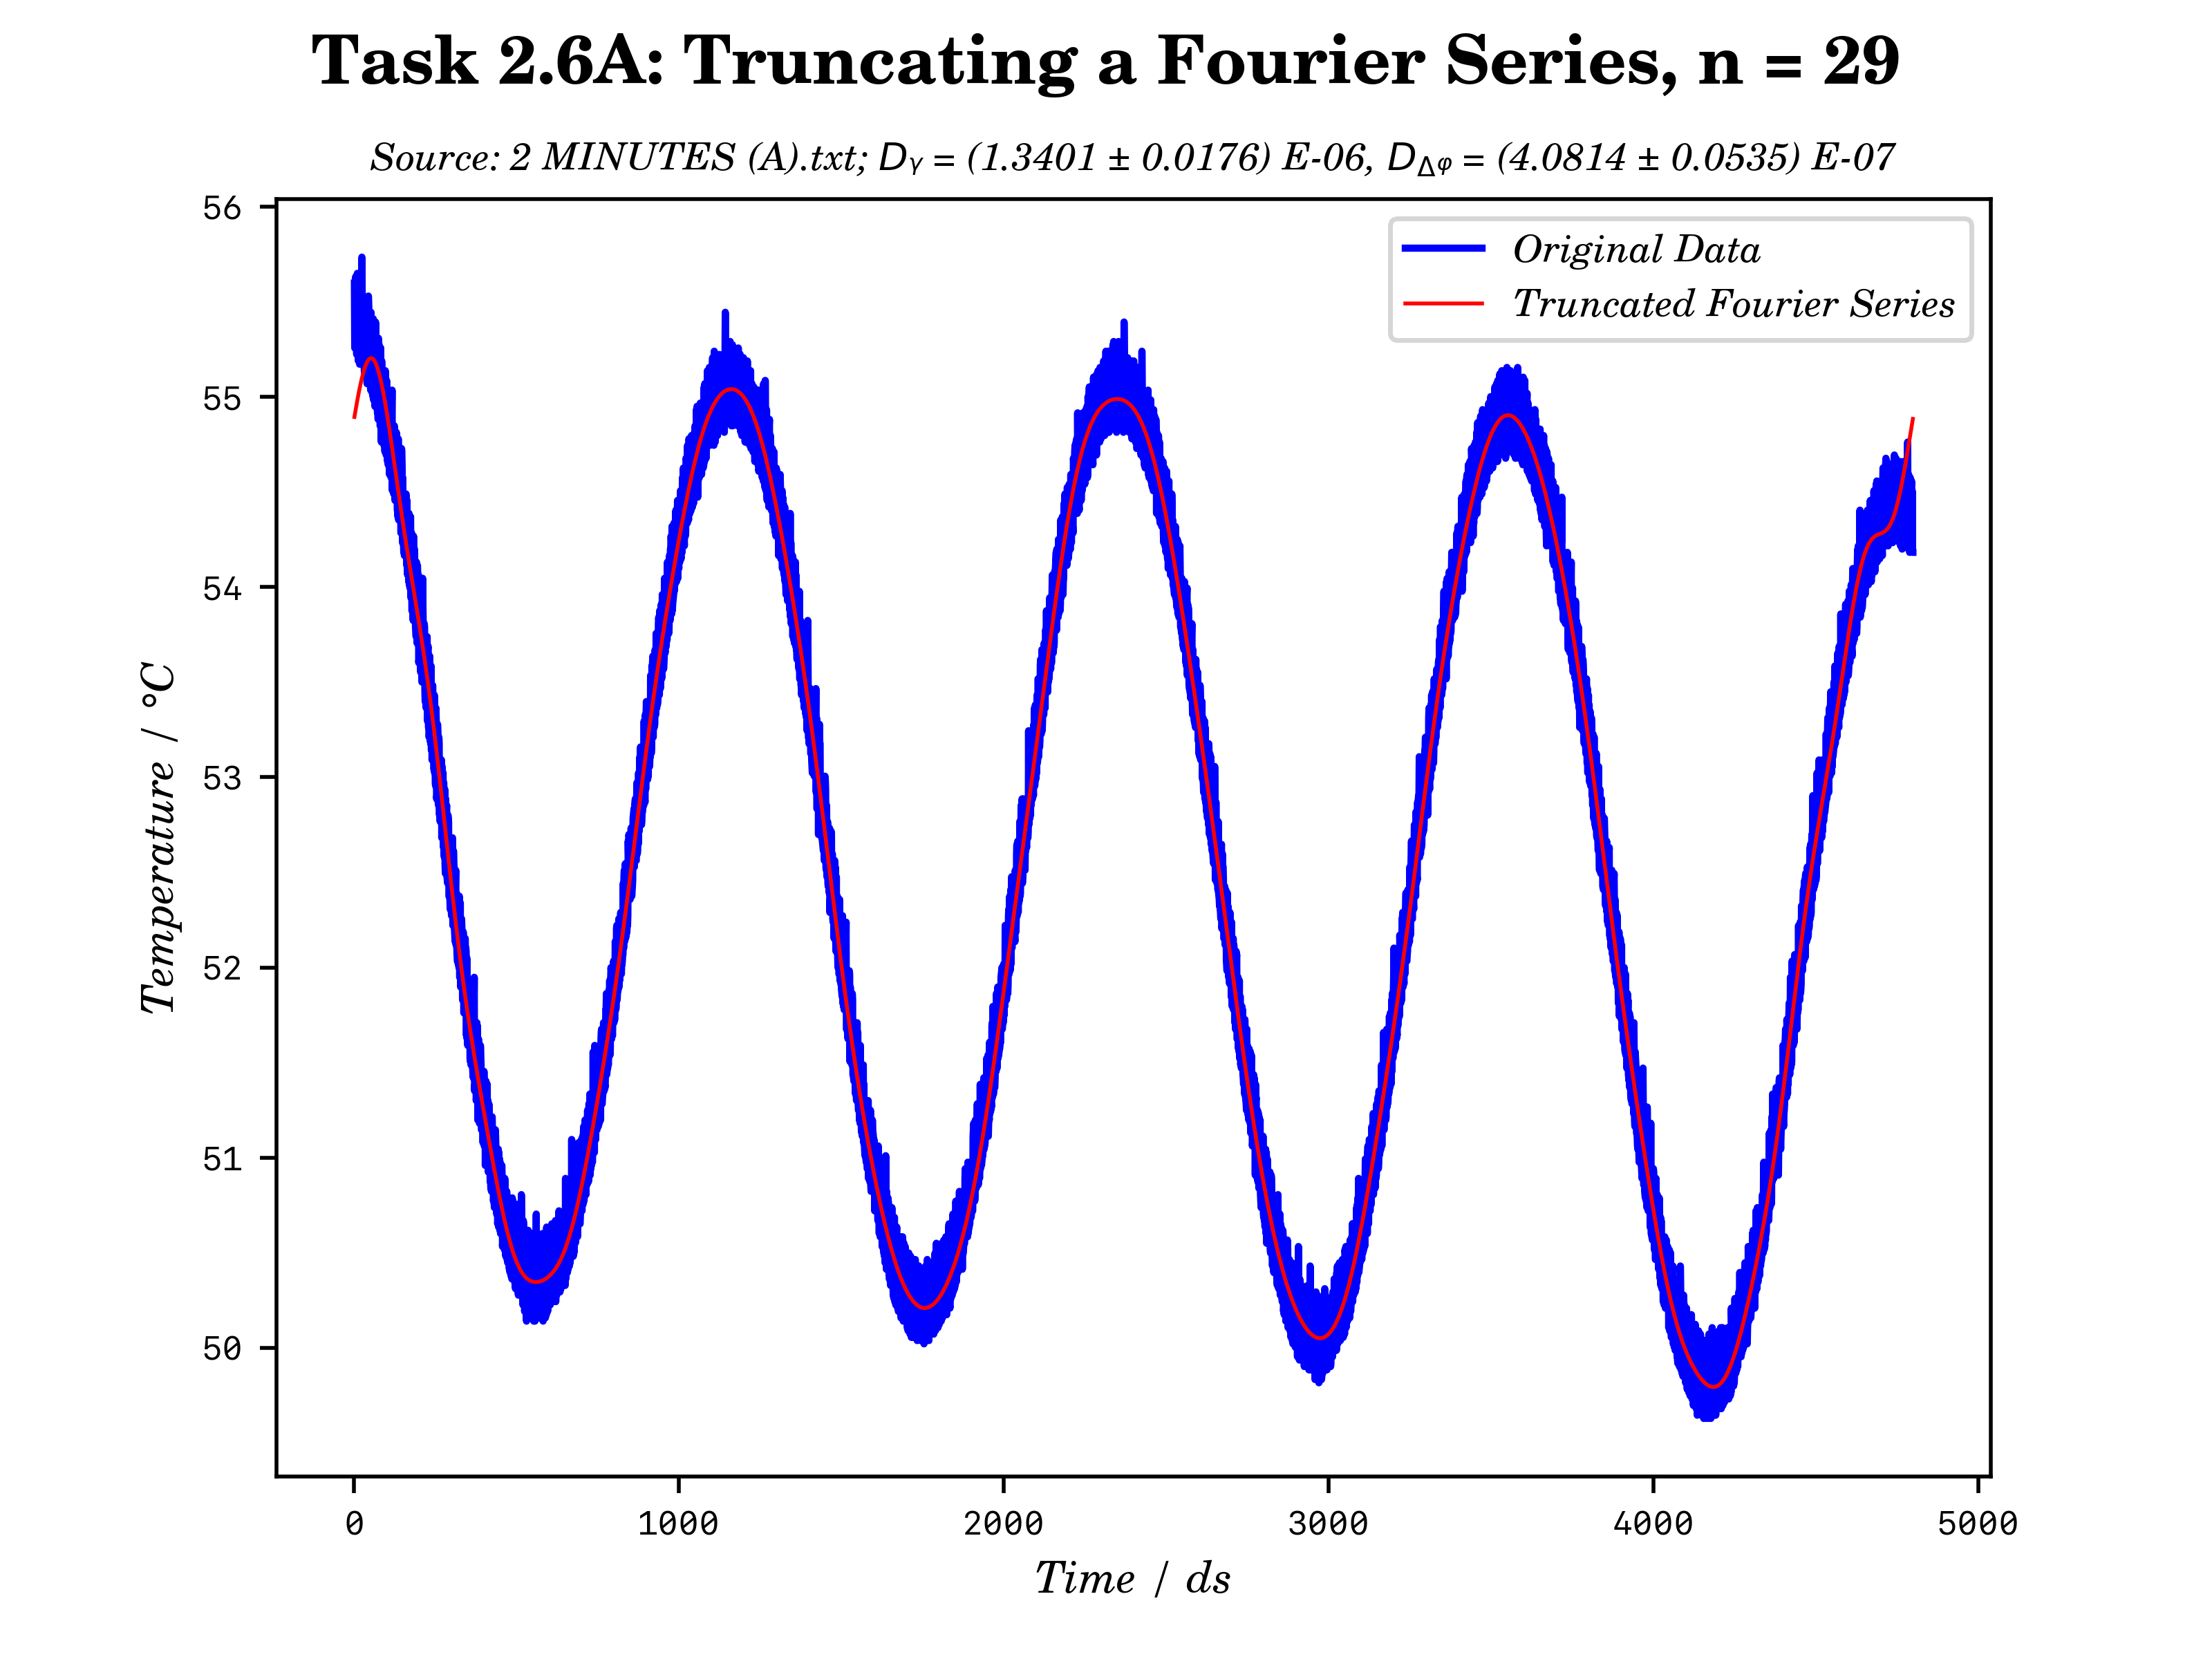 Task 2.6A: Truncating a Fourier Series, n = 29
Source: 2 MINUTES (A).txt; Dγ = (1.3401 ± 0.0176) E-06, DΔφ = (4.0814 ± 0.0535) E-07
Original Data
Truncated Fourier Series
56
55
54
53
52
51
50
Temperature / °C
0 1000 2000 3000 4000 5000
Time / ds